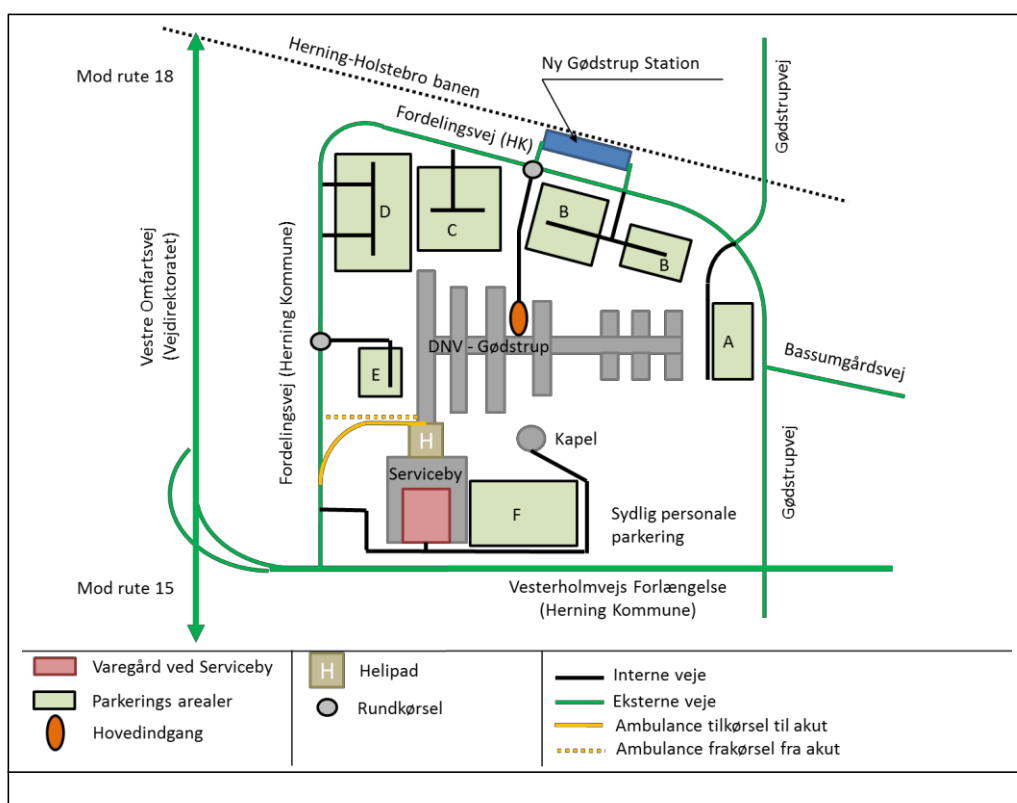 Mod rute 18
Herning-Holstebro banen
Ny Gødstrup Station
Gødstrupvej
Fordelingsvej (HK)
D
C
B
B
A
Vestre Omfartsvej
(Vejdirektoratet)
Fordelingsvej (Herning Kommune)
DNV - Gødstrup
E
Bassumgårdsvej
H
Kapel
Serviceby
F
Sydlig personale
parkering
Gødstrupvej
Mod rute 15
Vesterholmvejs Forlængelse
(Herning Kommune)
Varegård ved Serviceby
Parkerings arealer
Hovedindgang
H
Helipad
Rundkørsel
Interne veje
Eksterne veje
Ambulance tilkørsel til akut
Ambulance frakørsel fra akut